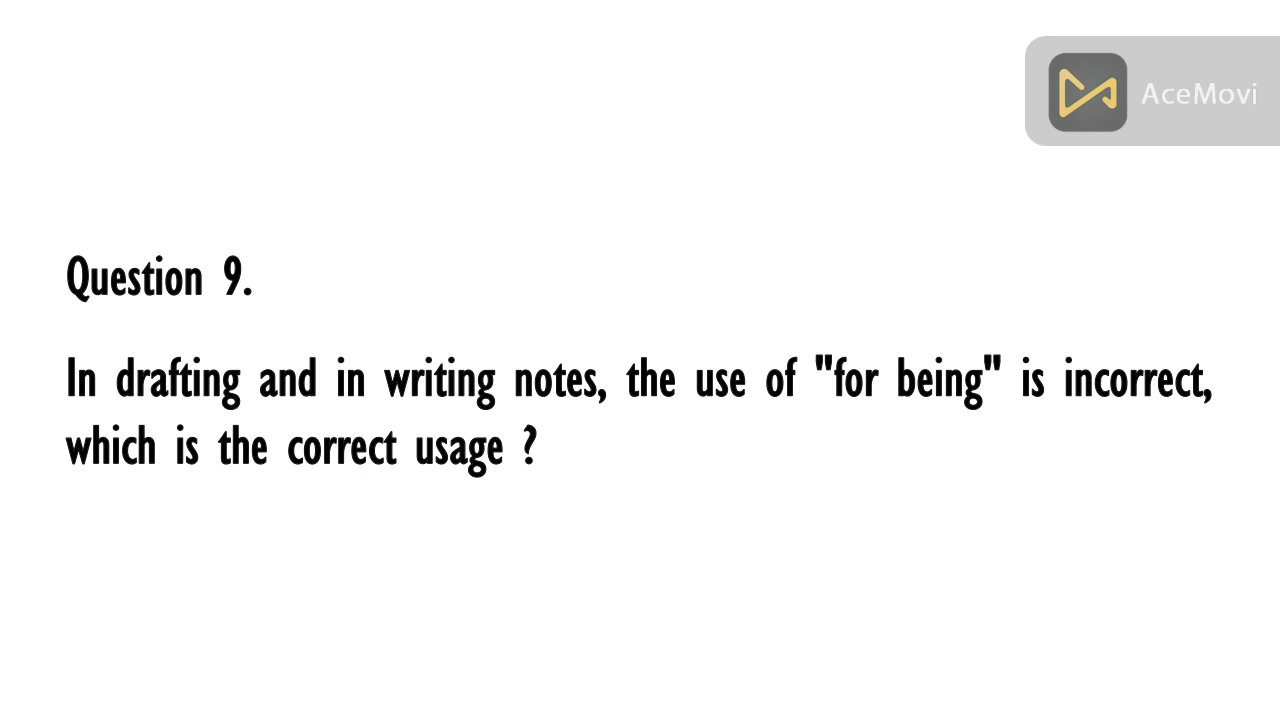 AceMovi
Question 9.
In drafting and in writing notes, the use of "for being" is incorrect,
which is the correct usage ?